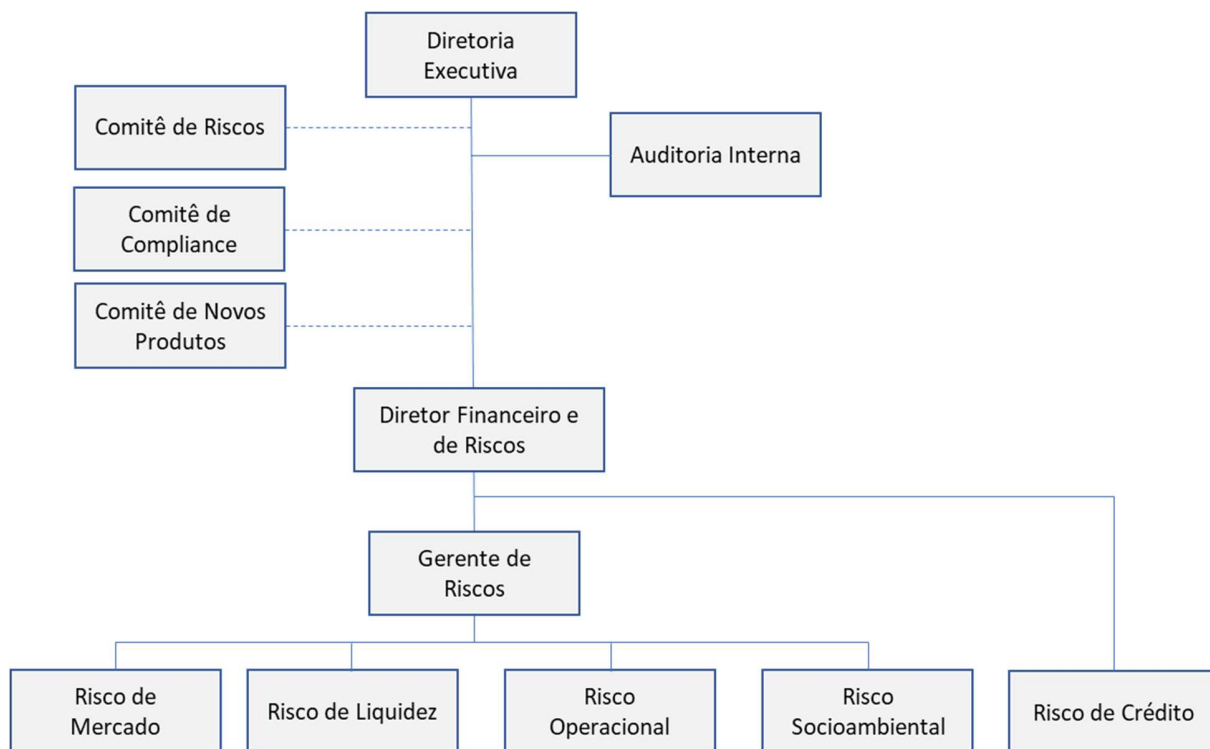 Diretoria
Executiva
Comitê de Riscos
Auditoria Interna
Comitê de
Compliance
Comitê de Novos
Produtos
Diretor Financeiro e
de Riscos
Gerente de
Riscos
Risco de
Mercado
Risco de Liquidez
Risco
Operacional
Risco
Socioambiental
Risco de Crédito